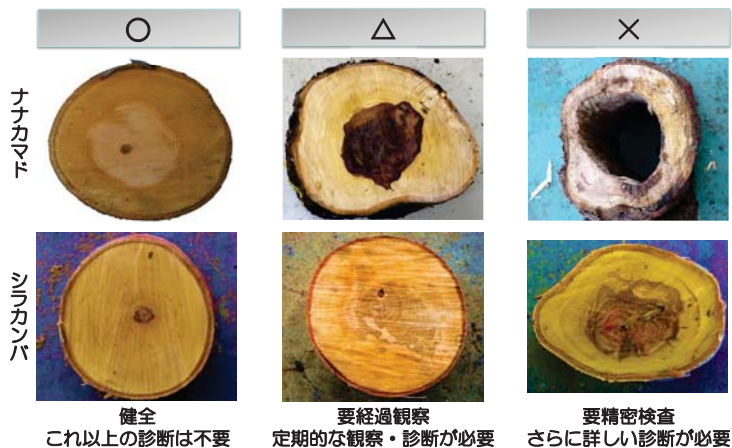 ○
△
×
ナナカマド
シラカンバ
健全
これ以上の診断は不要
要経過観察
定期的な観察・診断が必要
要精密検査
さらに詳しい診断が必要